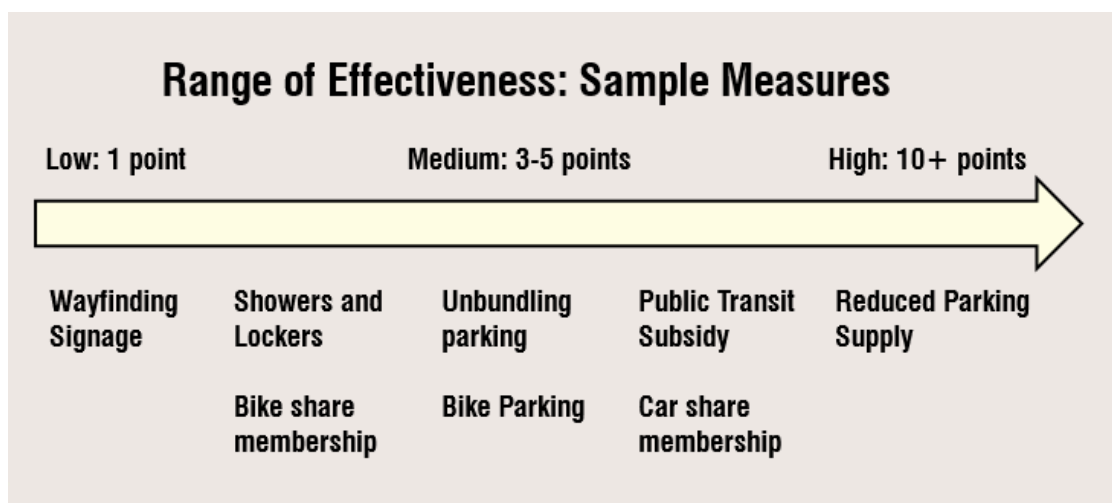 Range of Effectiveness: Sample Measures
Low: 1 point
Medium: 3-5 points
High: 10+ points
Wayfinding
Signage
Showers and
Lockers
Unbundling
parking
Public Transit
Subsidy
Reduced Parking
Supply
Bike share
membership
Bike Parking
Car share
membership